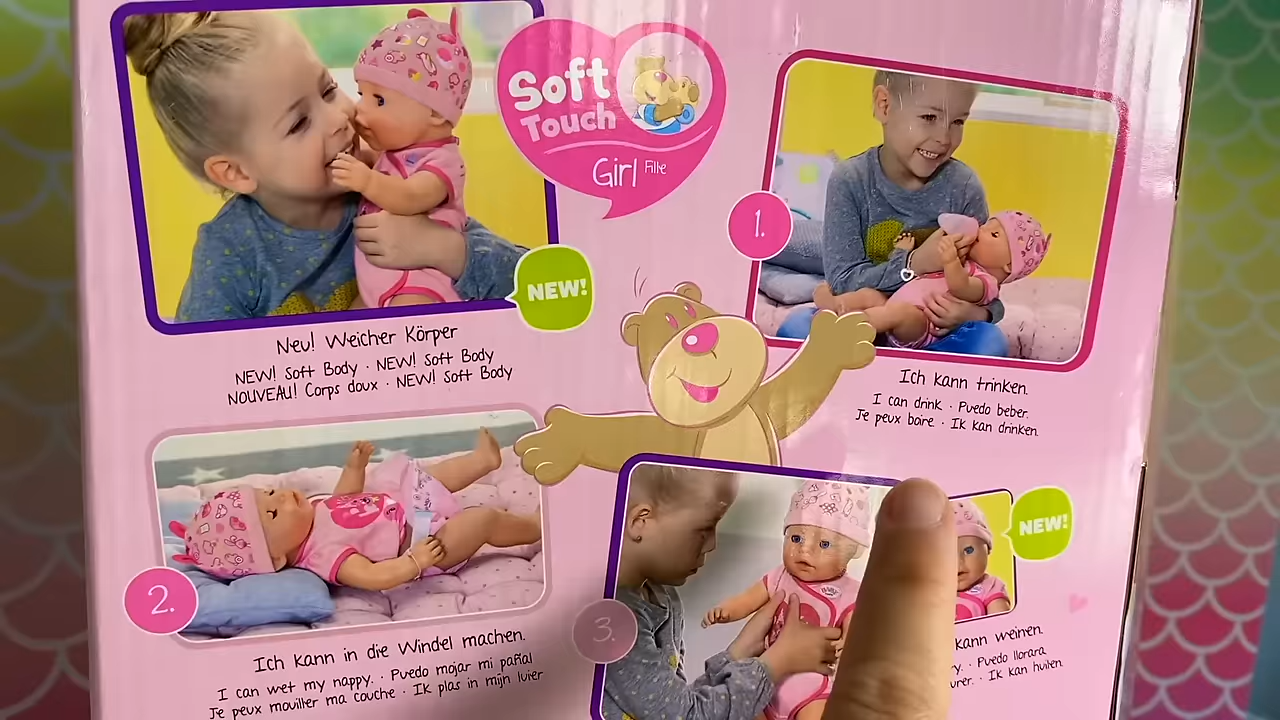 Soft
Touch
Girl Fille
NEW!
Neu! Weicher Körper
NEW! Soft Body · NEW! Soft Body
NOUVEAU! Corps doux · NEW! Soft Body
1.
Ich kann trinken.
I can drink · Puedo beber.
Je peux boire · Ik kan drinken.
2.
Ich kann in die Windel machen.
I can wet my nappy. · Puedo mojar mi pañal
Je peux mouiller ma couche · Ik plas in mijn luier
3.
NEW!
kann weinen.
· Puedo llorara
· Ik kan huilen.